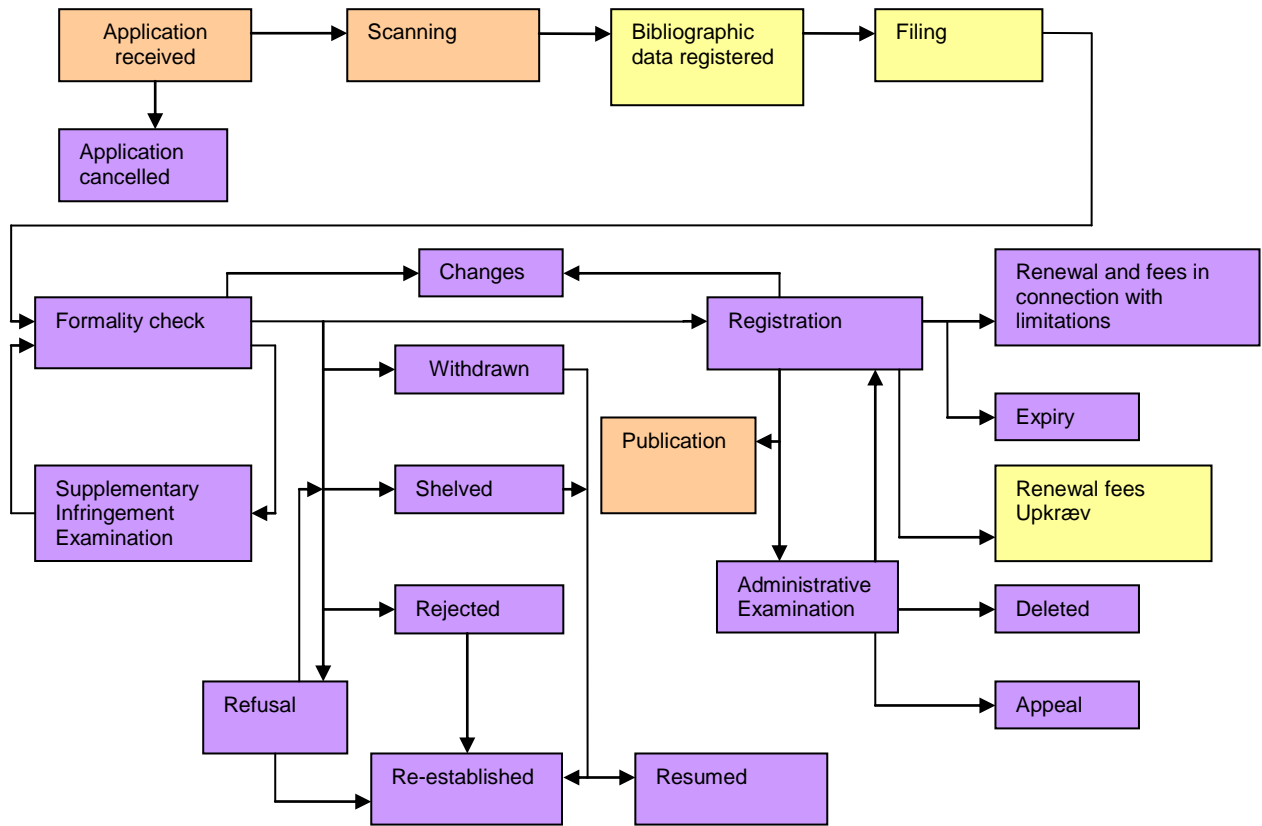 Application
received
Scanning
Bibliographic
data registered
Filing
Application
cancelled
Changes
Renewal and fees in
connection with
limitations
Formality check
Registration
Withdrawn
Expiry
Publication
Supplementary
Infringement
Examination
Shelved
Renewal fees
Upkræv
Administrative
Examination
Rejected
Deleted
Refusal
Appeal
Re-established
Resumed